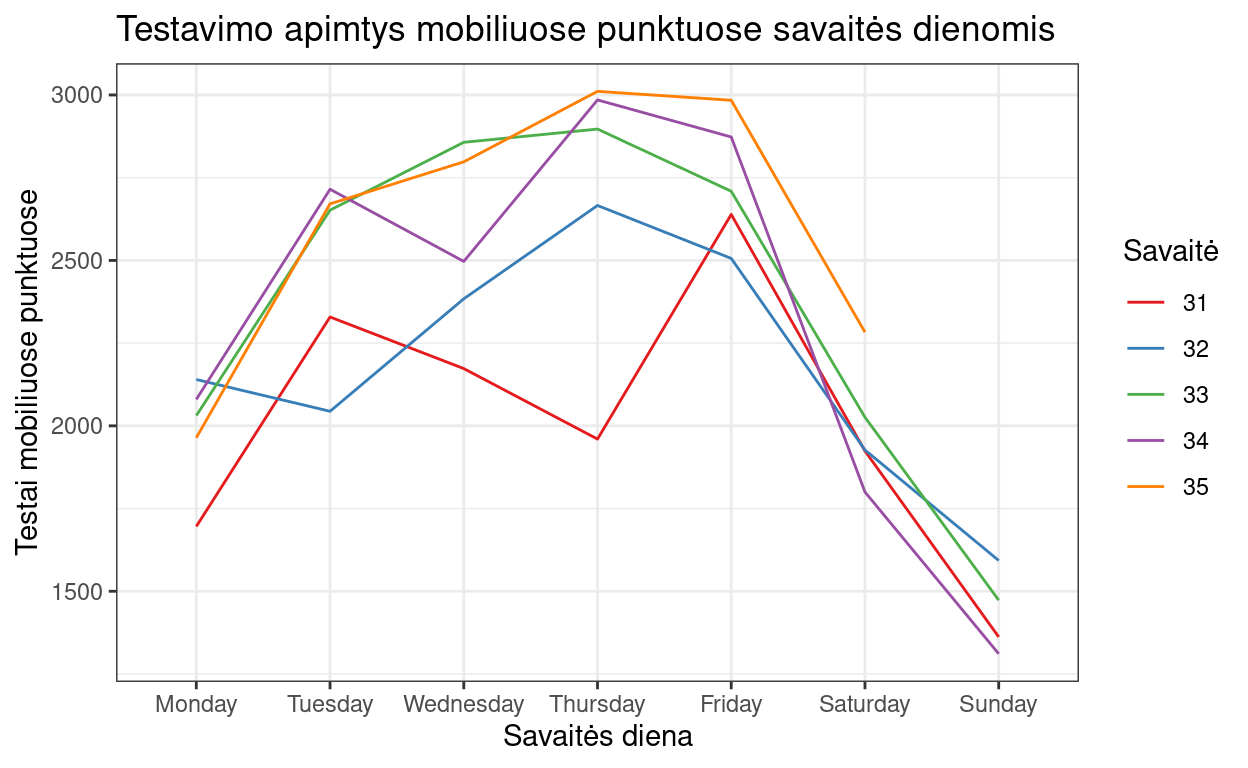 Testavimo apimtys mobiliuose punktuose savaitės dienomis
Testai mobiliuose punktuose
3000
2500
2000
1500
Monday Tuesday Wednesday Thursday Friday Saturday Sunday
Savaitės diena
Savaitė
31
32
33
34
35